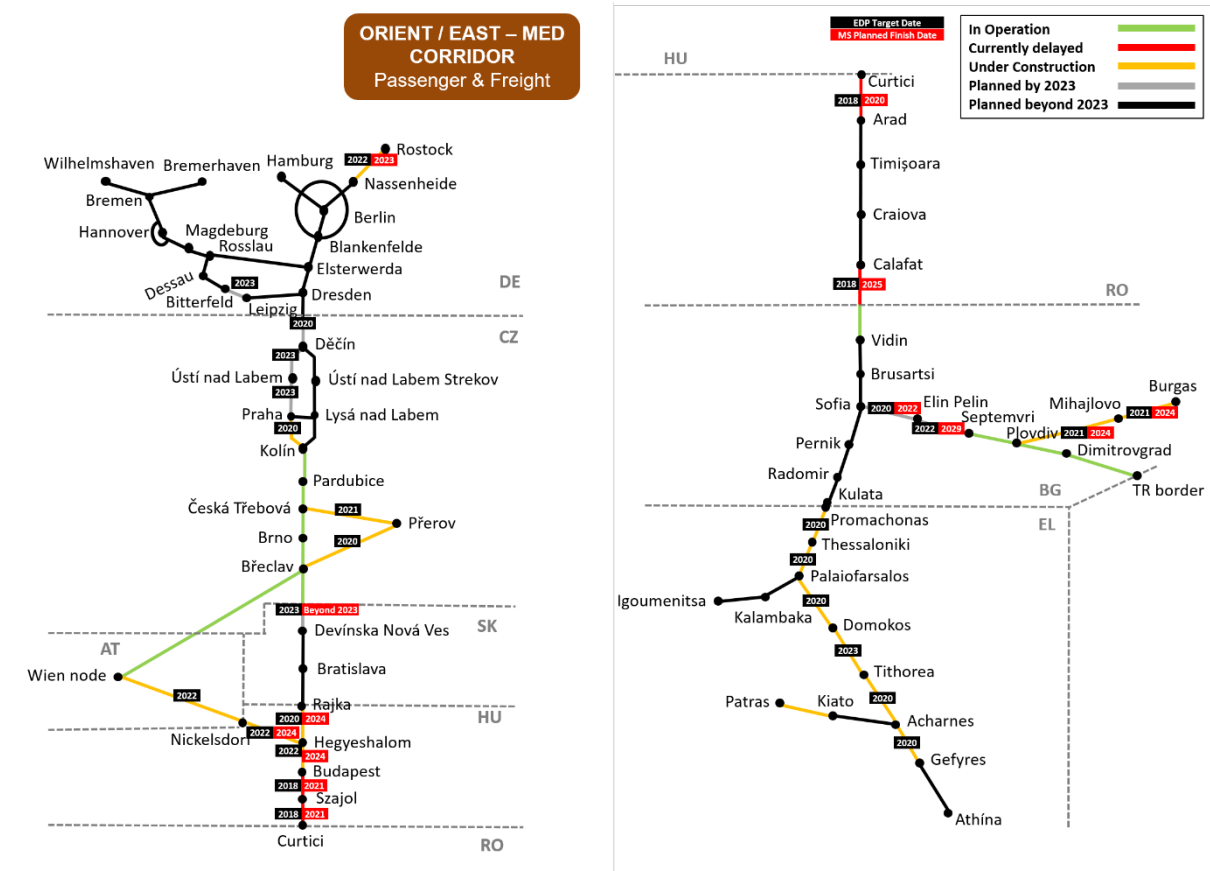 ORIENT / EAST – MED
CORRIDOR
Passenger & Freight
Wilhelmshaven
Bremerhaven
Hamburg
2022 2023
Rostock
Nassenheide
Bremen
Berlin
Hannover
Magdeburg
Rosslau
Blankenfelde
Elsterwerda
Dessau
2023
Bitterfeld
Leipzig
Dresden
DE
2020
CZ
Děčín
2023
Ústí nad Labem
Ústí nad Labem Strekov
2023
Praha
Lysá nad Labem
2020
Kolín
Pardubice
Česká Třebová
2021
Přerov
Brno
2020
Břeclav
2023 Beyond 2023
SK
Devínska Nová Ves
AT
Wien node
Bratislava
2022
Rajka
2020 2024
HU
Nickelsdorf
2022 2024
Hegyeshalom
2022
2024
Budapest
2018 2021
Szajol
2018 2021
Curtici
RO
EDP Target Date
MS Planned Finish Date
In Operation
Currently delayed
Under Construction
Planned by 2023
Planned beyond 2023
HU
Curtici
2018 2020
Arad
Timișoara
Craiova
Calafat
2018 2025
RO
Vidin
Brusartsi
Sofia
2020 2022
Elin Pelin
2022 2029
Septemvri
Plovdiv
2021 2024
Mihajlovo
2021 2024
Burgas
Dimitrovgrad
TR border
Pernik
Radomir
Kulata
BG
EL
Promachonas
2020
Thessaloniki
2020
Palaiofarsalos
Igoumenitsa
Kalambaka
2020
Domokos
2023
Tithorea
Patras
Kiato
2020
Acharnes
2020
Gefyres
Athína